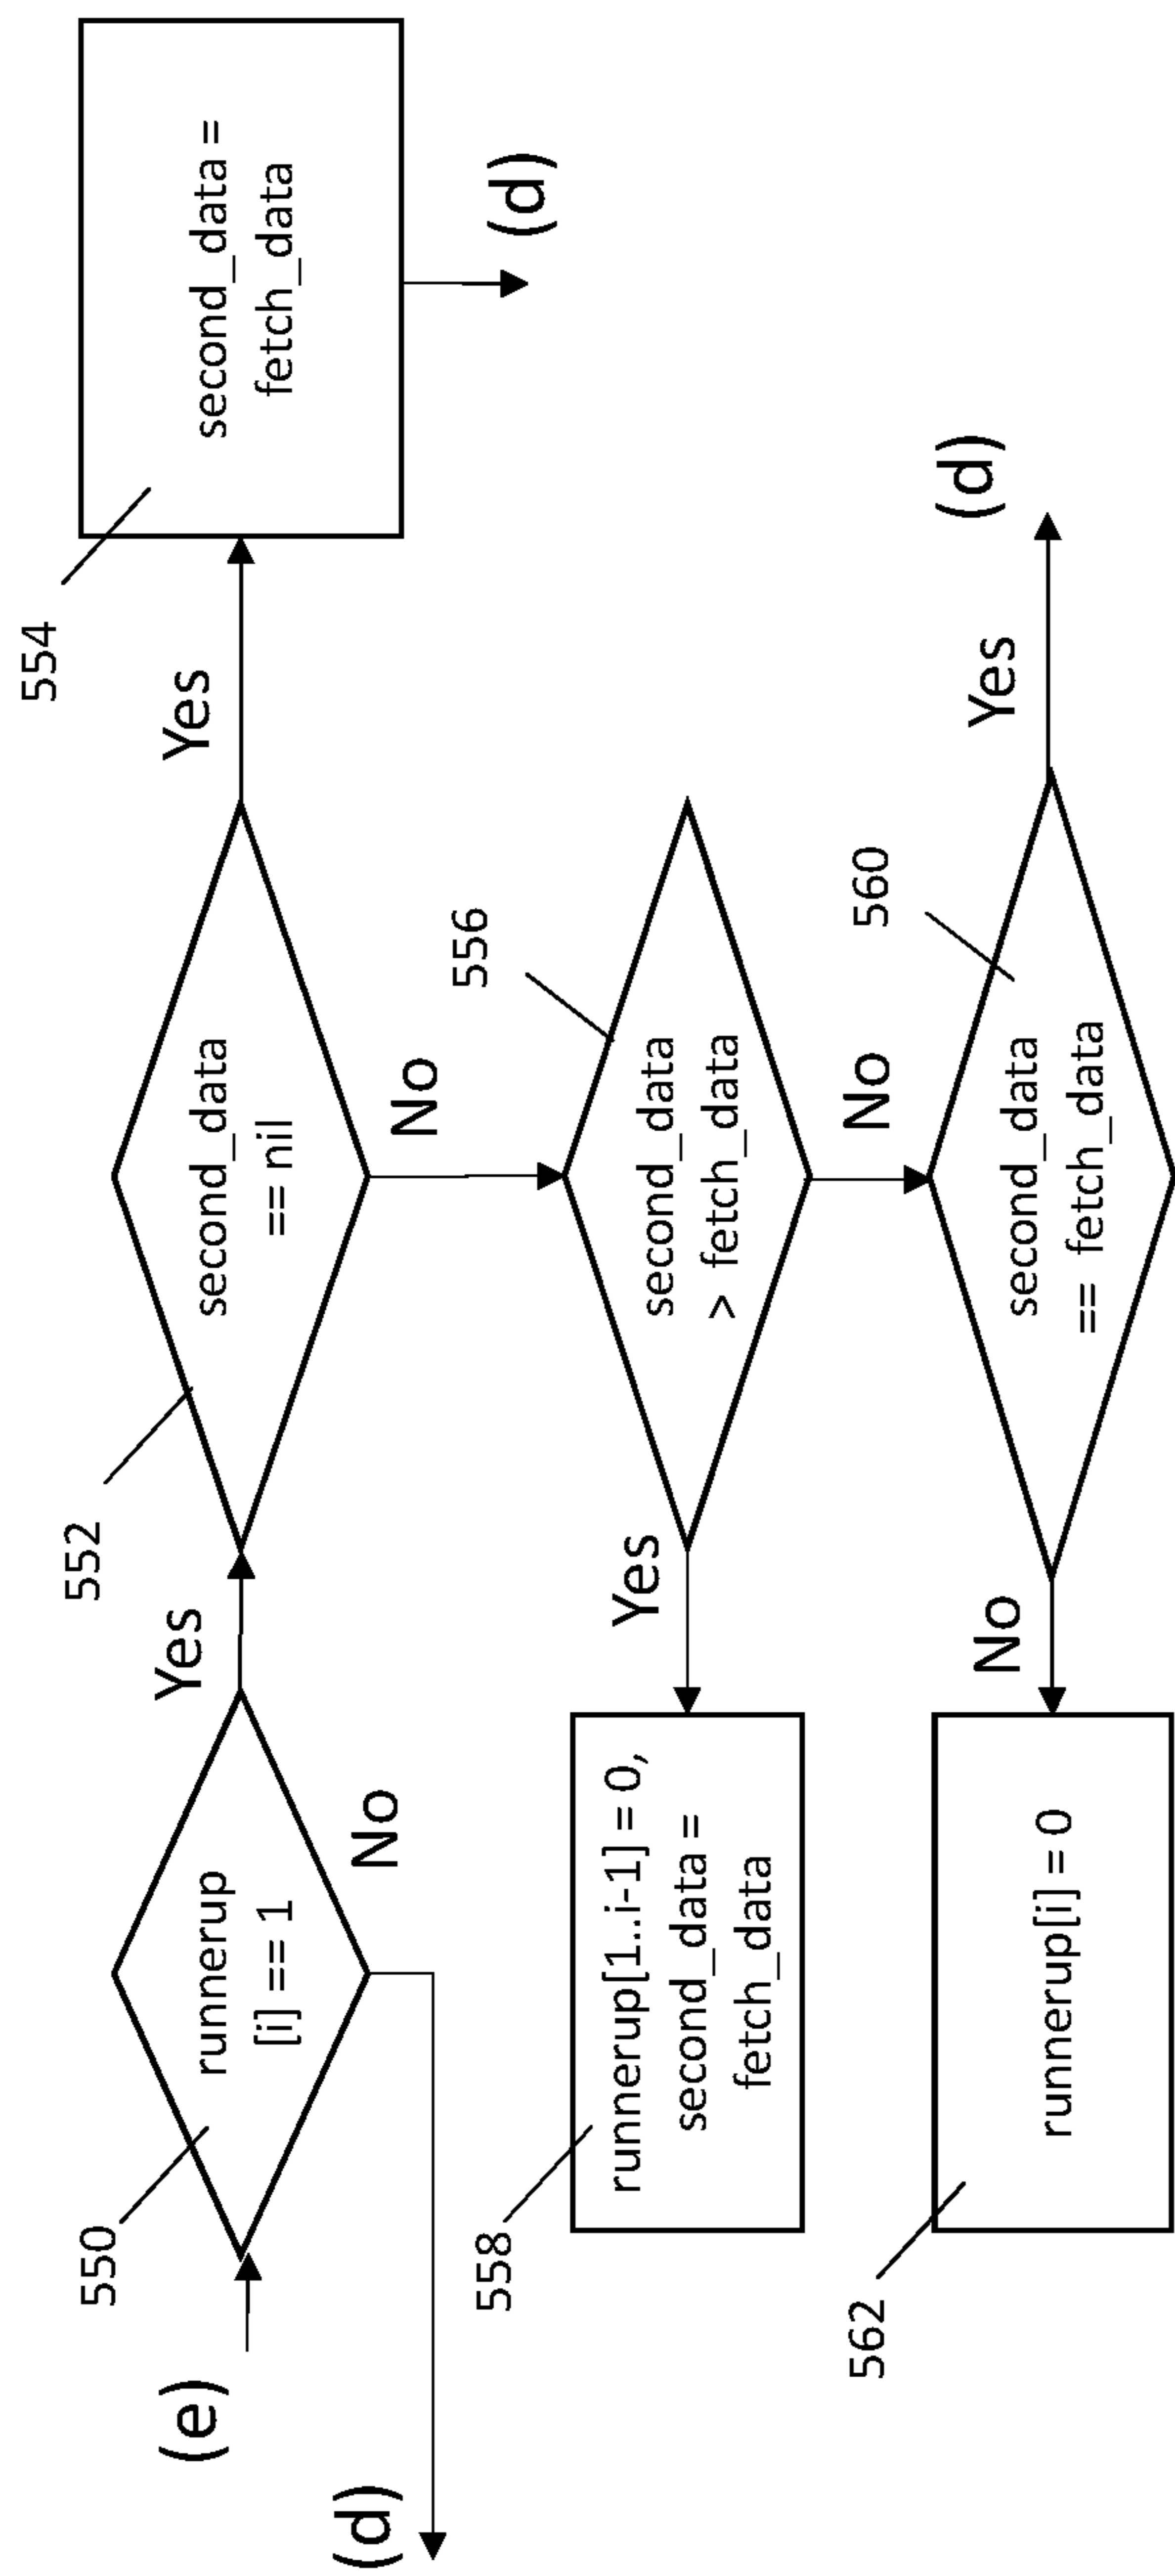 (e)
550
runnerup
[i] == 1
Yes
No
(d)
552
second_data
== nil
Yes
No
554
second_data =
fetch_data
(d)
556
second_data
> fetch_data
Yes
No
558
runnerup[1..i-1] = 0,
second_data =
fetch_data
560
second_data
== fetch_data
Yes
(d)
No
562
runnerup[i] = 0